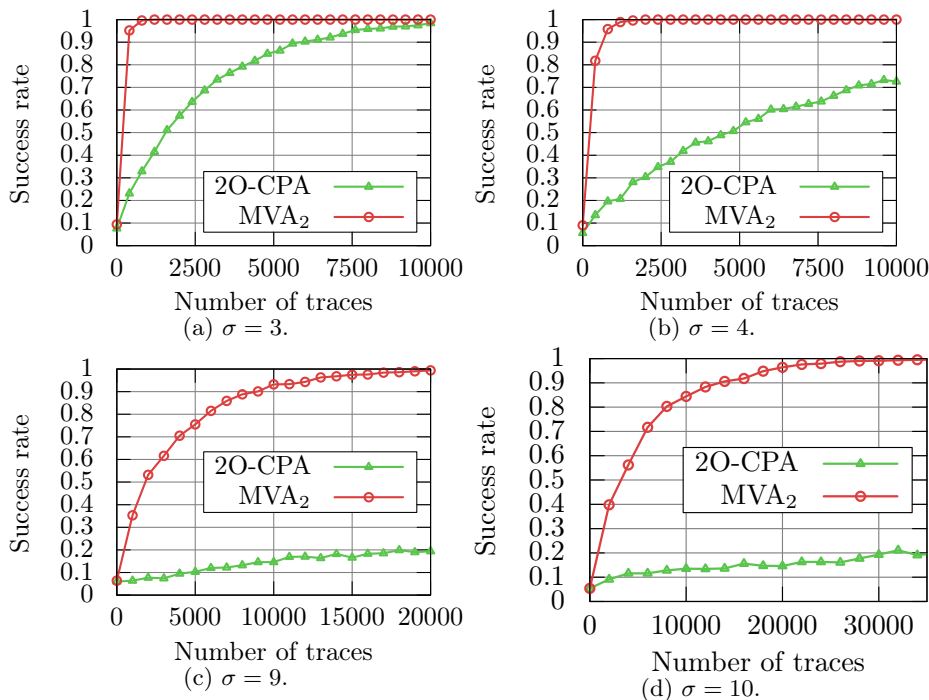 1
0.9
0.8
0.7
0.6
0.5
0.4
0.3
0.2
0.1
0
Success rate
2O-CPA
MVA₂
0 2500 5000 7500 10000
Number of traces
(a) σ = 3.
1
0.9
0.8
0.7
0.6
0.5
0.4
0.3
0.2
0.1
0
Success rate
2O-CPA
MVA₂
0 2500 5000 7500 10000
Number of traces
(b) σ = 4.
1
0.9
0.8
0.7
0.6
0.5
0.4
0.3
0.2
0.1
0
Success rate
2O-CPA
MVA₂
0 5000 10000 15000 20000
Number of traces
(c) σ = 9.
1
0.9
0.8
0.7
0.6
0.5
0.4
0.3
0.2
0.1
0
Success rate
2O-CPA
MVA₂
0 10000 20000 30000
Number of traces
(d) σ = 10.